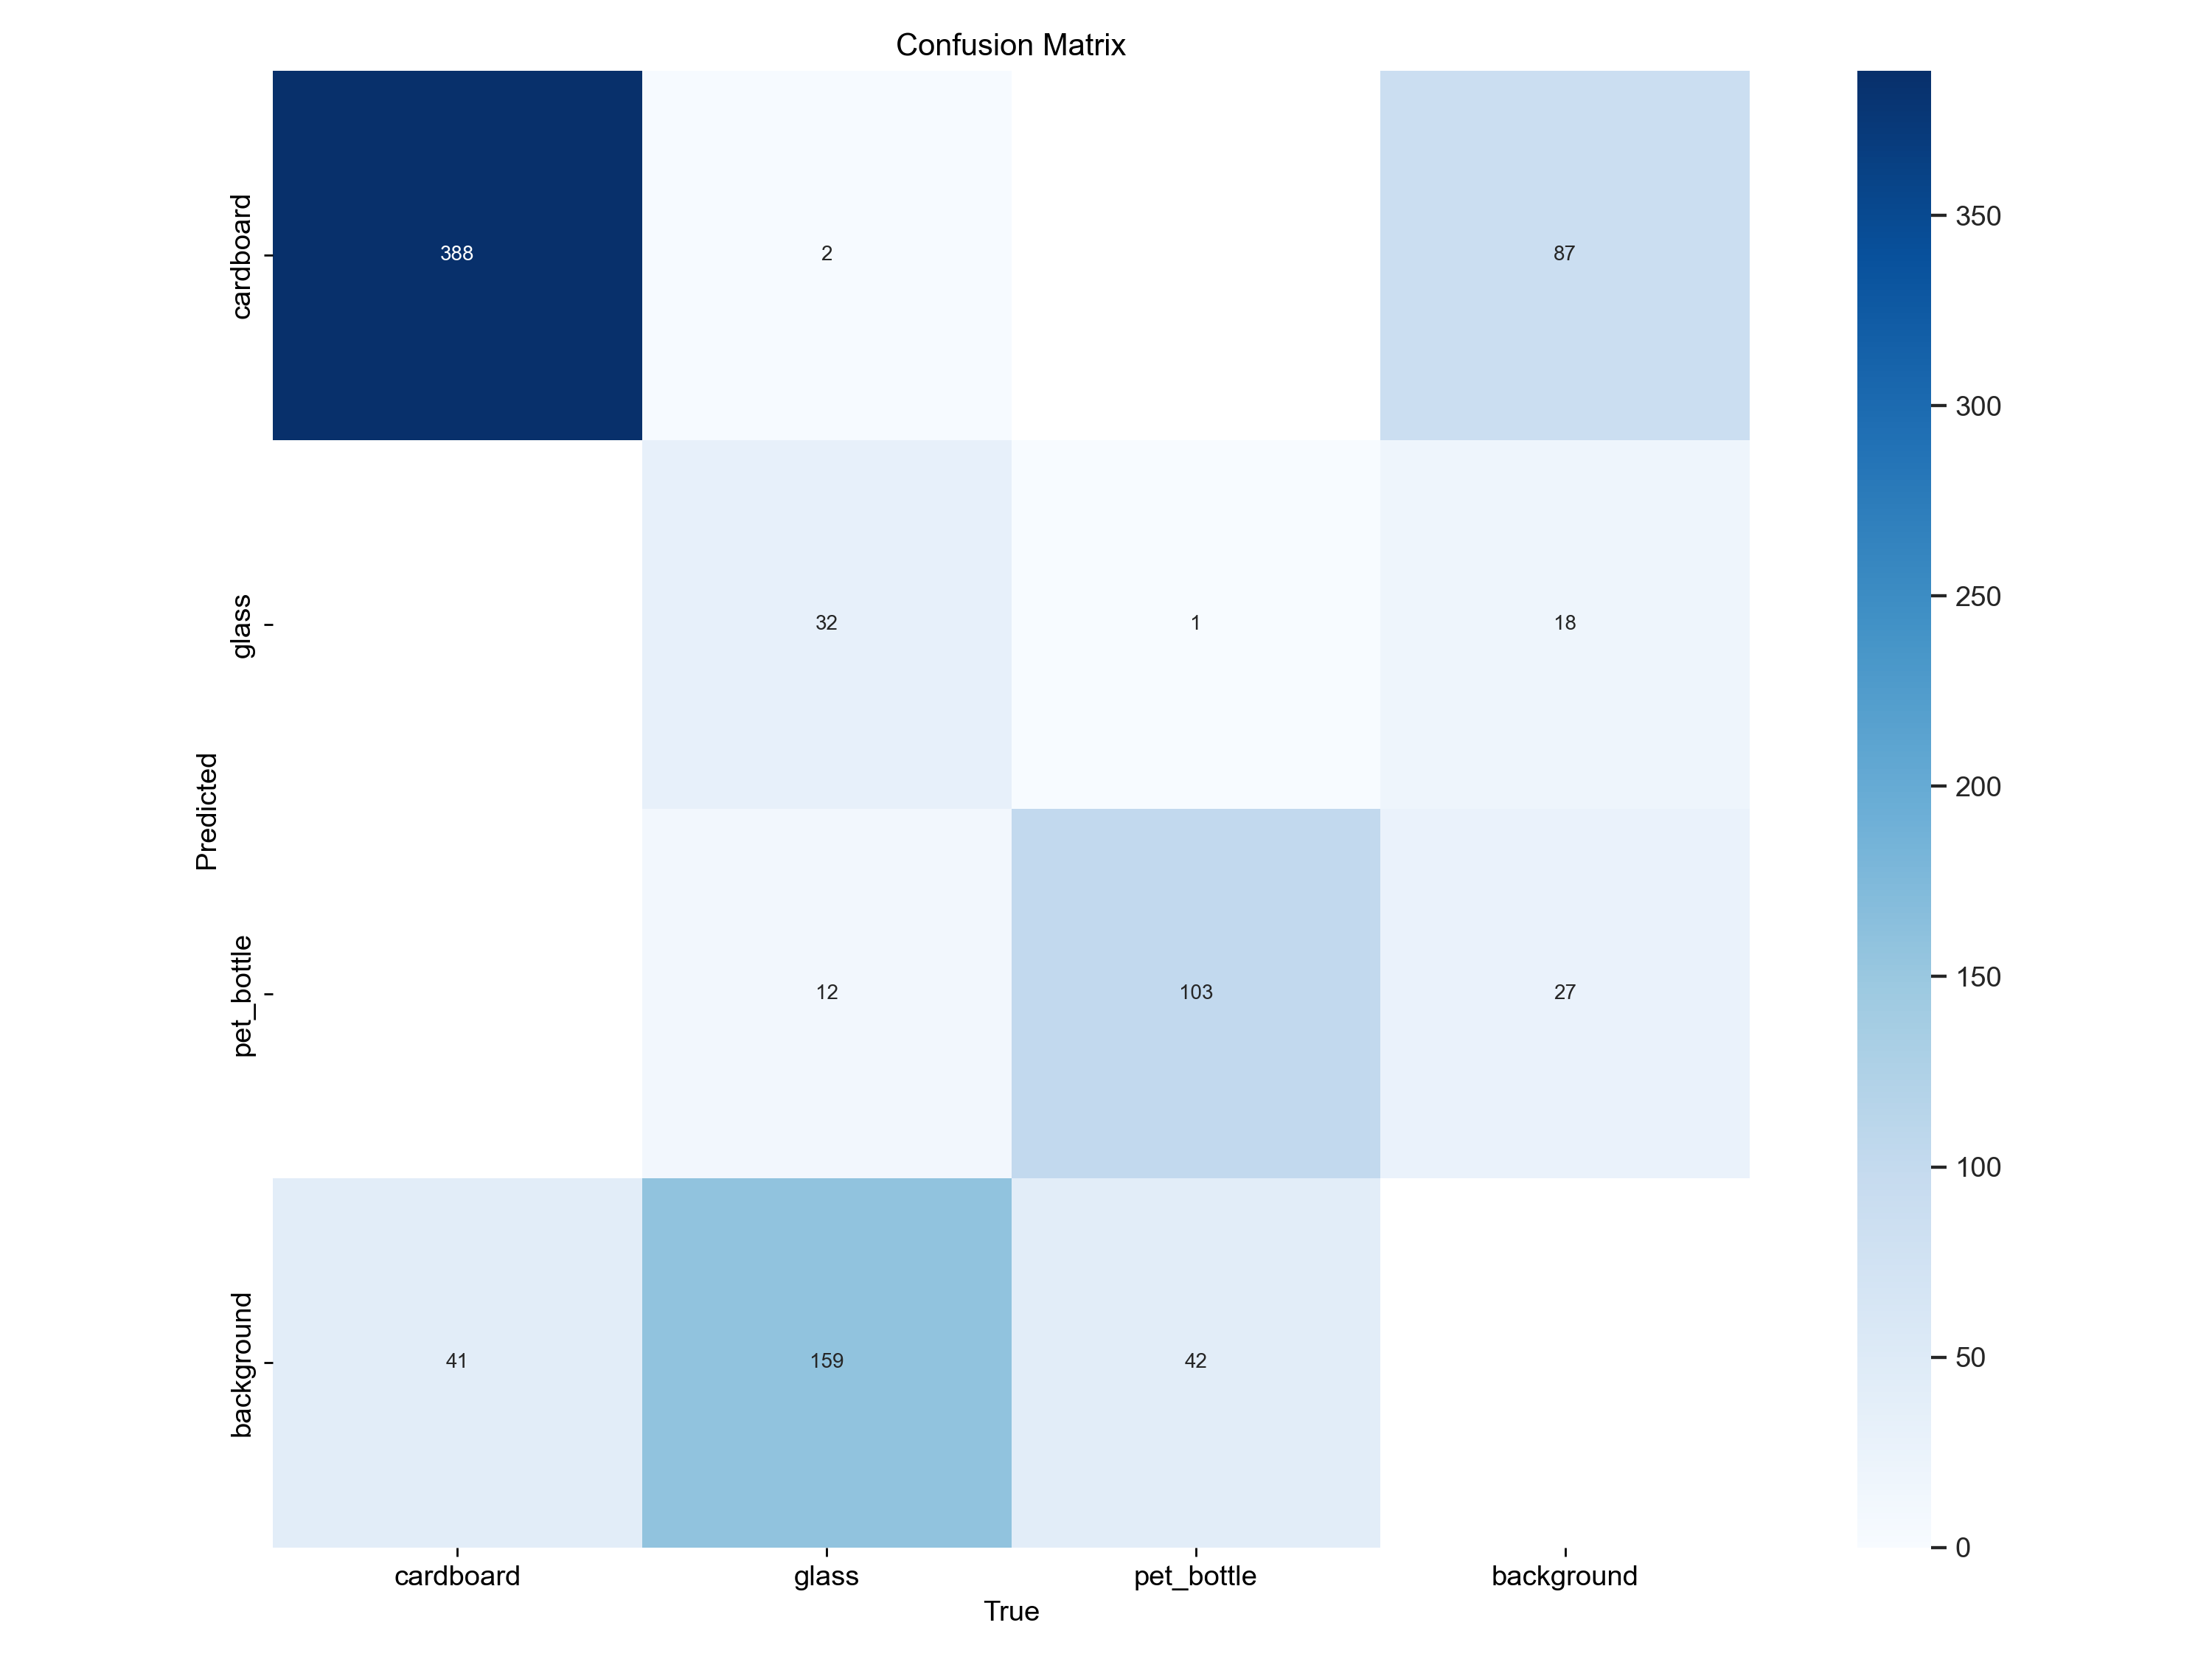 Confusion Matrix
cardboard
388
2
87
glass
32
1
18
pet_bottle
12
103
27
background
41
159
42
Predicted
cardboard
glass
pet_bottle
background
True
350
300
250
200
150
100
50
0